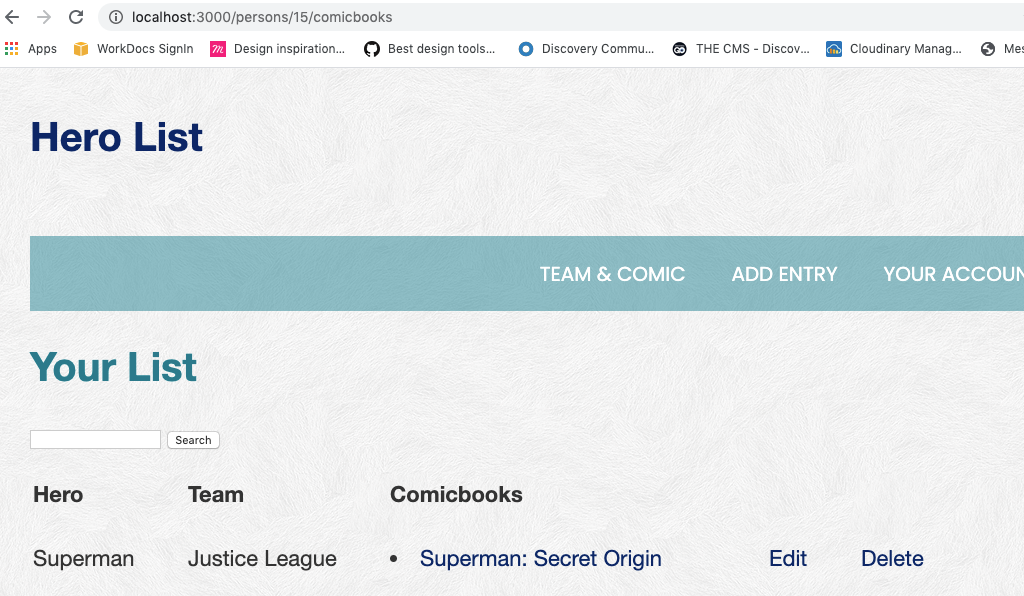 localhost:3000/persons/15/comicbooks
Apps WorkDocs SignIn Design inspiration... Best design tools... Discovery Commu... THE CMS - Discov... Cloudinary Manag... Mes
Hero List
TEAM & COMIC ADD ENTRY YOUR ACCOUN
Your List
Search
Hero Team Comicbooks
Superman Justice League • Superman: Secret Origin Edit Delete